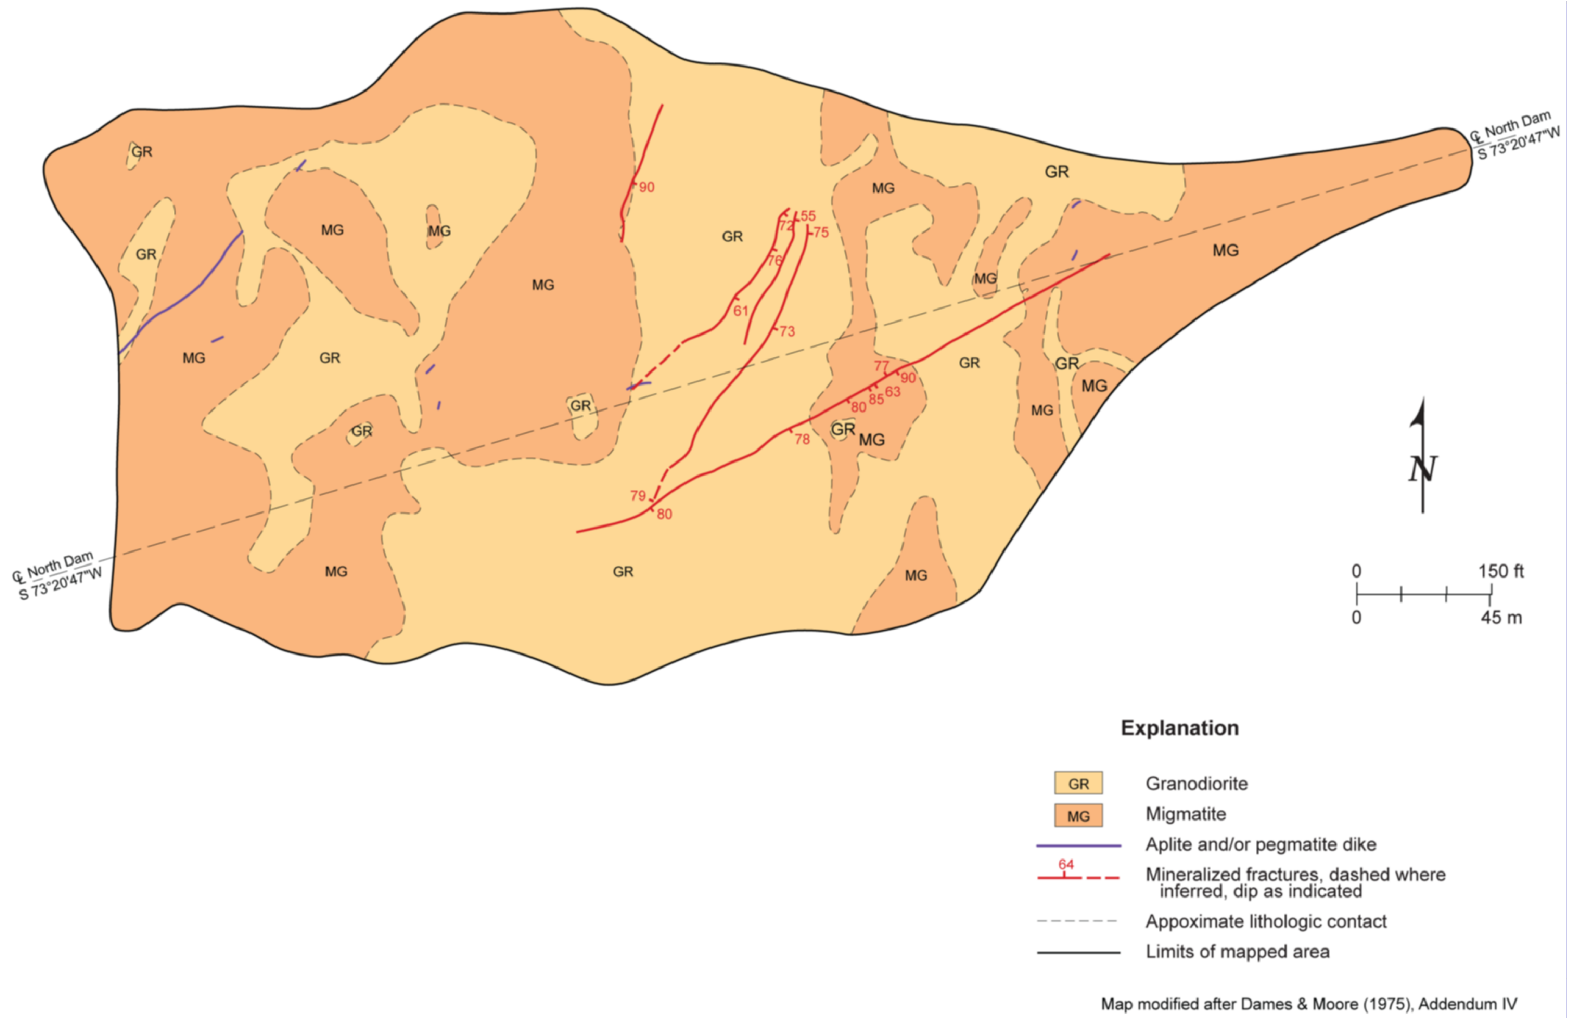 ℄ North Dam
S 73°20'47"W
GR
GR
MG
90
MG
GR
MG
MG
GR
72
55
75
GR
MG
76
MG
MG
61
73
MG
GR
77
90
GR
GR
MG
85
63
80
GR
GR
GR
MG
MG
78
79
80
℄ North Dam
S 73°20'47"W
MG
GR
MG
N
0
150 ft
0
45 m
Explanation
GR
Granodiorite
MG
Migmatite
Aplite and/or pegmatite dike
64
Mineralized fractures, dashed where
inferred, dip as indicated
Appoximate lithologic contact
Limits of mapped area
Map modified after Dames & Moore (1975), Addendum IV